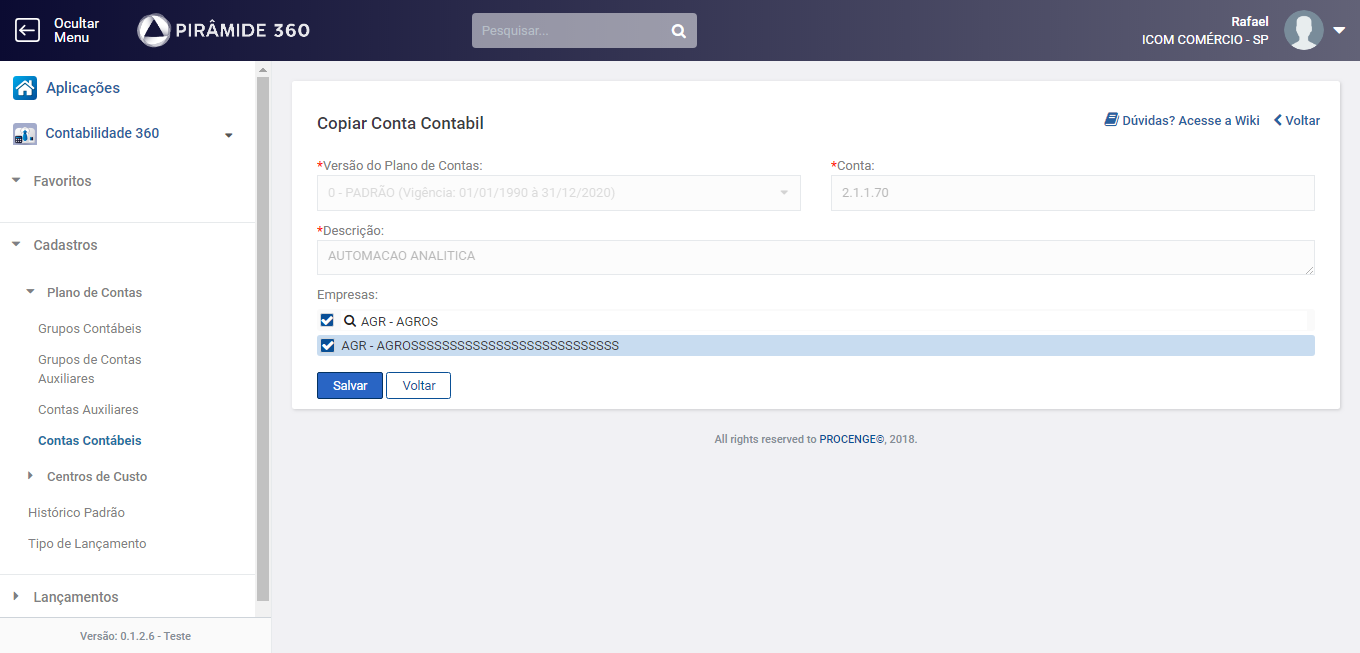 Ocultar
Menu
PIRÂMIDE 360
Pesquisar...
Rafael
ICOM COMÉRCIO - SP
Aplicações
Contabilidade 360
Favoritos
Cadastros
Plano de Contas
Grupos Contábeis
Grupos de Contas
Auxiliares
Contas Auxiliares
Contas Contábeis
Centros de Custo
Histórico Padrão
Tipo de Lançamento
Lançamentos
Versão: 0.1.2.6 - Teste
Copiar Conta Contabil
Dúvidas? Acesse a Wiki
Voltar
*Versão do Plano de Contas:
0 - PADRÃO (Vigência: 01/01/1990 à 31/12/2020)
*Conta:
2.1.1.70
*Descrição:
AUTOMACAO ANALITICA
Empresas:
AGR - AGROS
AGR - AGROSSSSSSSSSSSSSSSSSSSSSSSSSSS
Salvar
Voltar
All rights reserved to PROCENGE©, 2018.